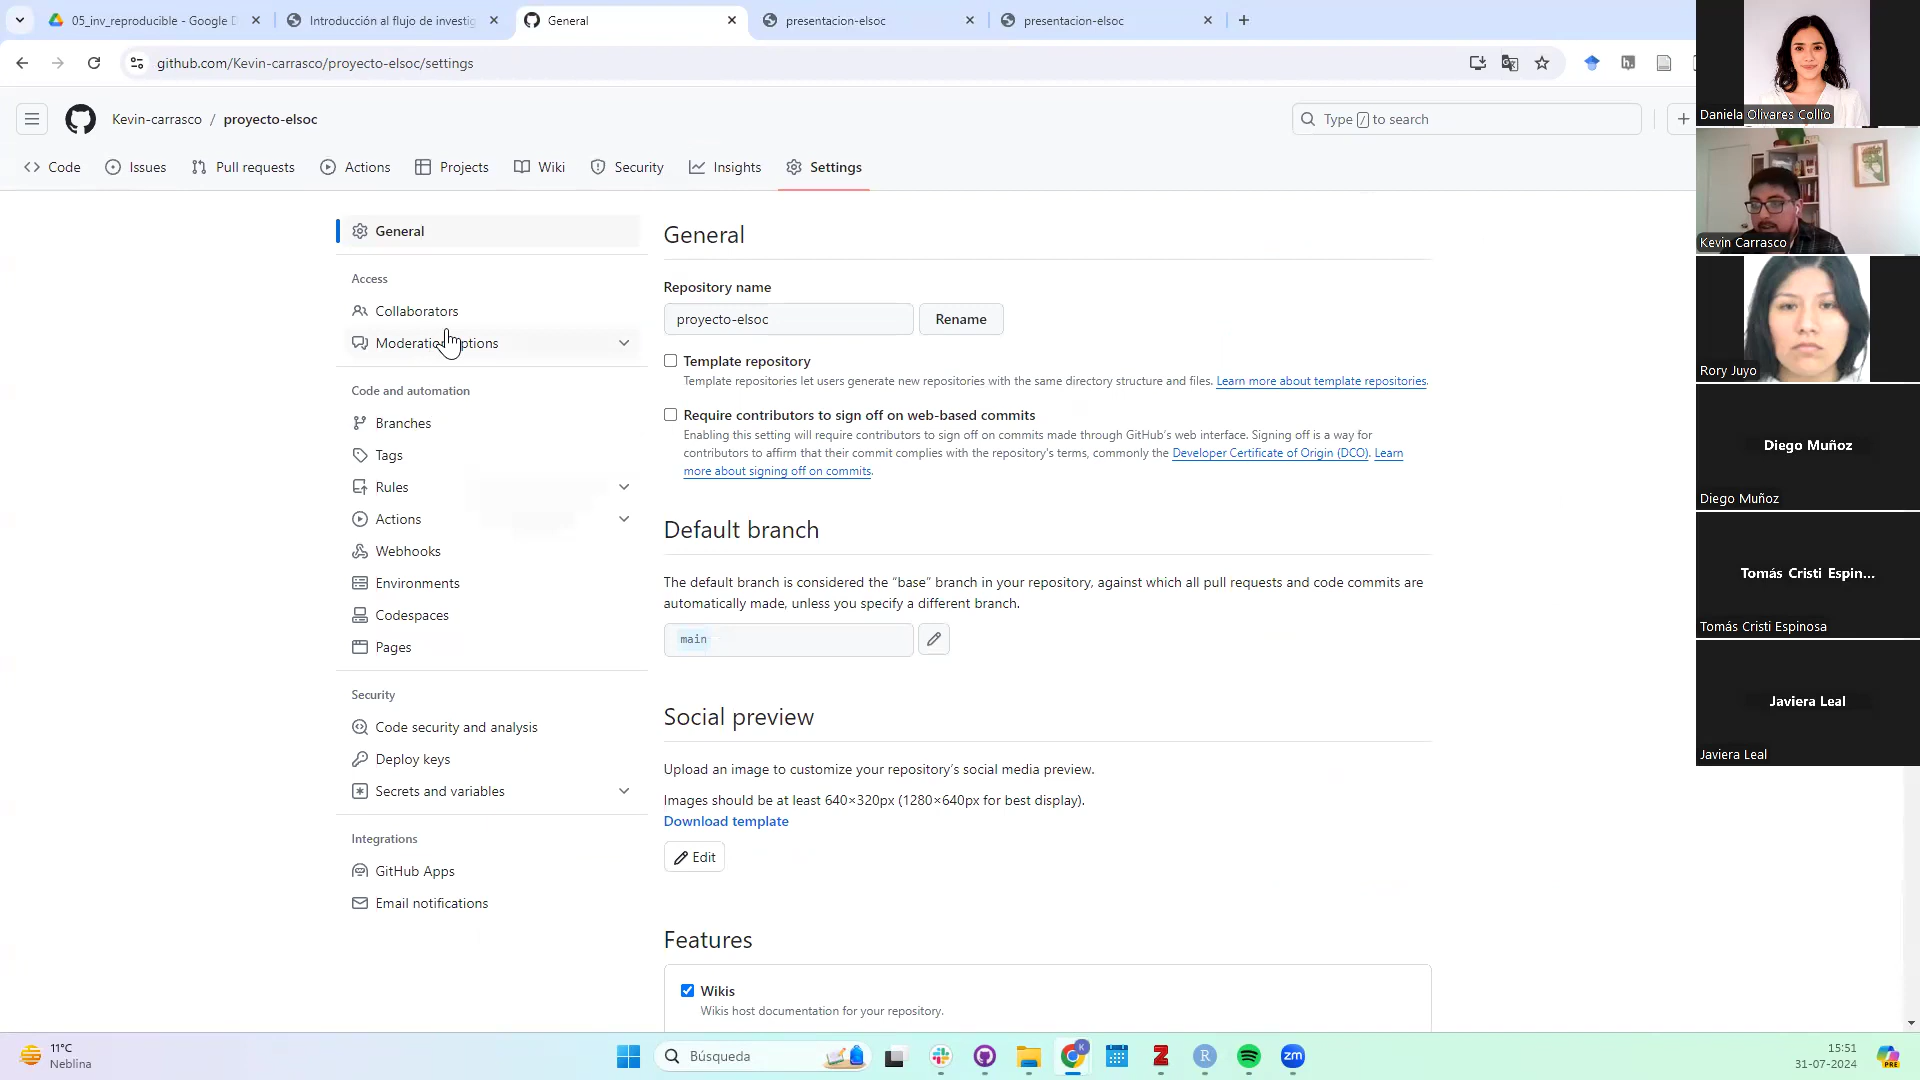 05_inv_reproducible - Google D
Introducción al flujo de investig
General
presentacion-elsoc
presentacion-elsoc
github.com/Kevin-carrasco/proyecto-elsoc/settings
Kevin-carrasco / proyecto-elsoc
Type / to search
Code
Issues
Pull requests
Actions
Projects
Wiki
Security
Insights
Settings
General
Access
Collaborators
Moderation options
Code and automation
Branches
Tags
Rules
Actions
Webhooks
Environments
Codespaces
Pages
Security
Code security and analysis
Deploy keys
Secrets and variables
Integrations
GitHub Apps
Email notifications
General
Repository name
proyecto-elsoc
Rename
Template repository
Template repositories let users generate new repositories with the same directory structure and files. Learn more about template repositories.
Require contributors to sign off on web-based commits
Enabling this setting will require contributors to sign off on commits made through GitHub's web interface. Signing off is a way for
contributors to affirm that their commit complies with the repository's terms, commonly the Developer Certificate of Origin (DCO). Learn
more about signing off on commits.
Default branch
The default branch is considered the “base” branch in your repository, against which all pull requests and code commits are
automatically made, unless you specify a different branch.
main
Social preview
Upload an image to customize your repository's social media preview.
Images should be at least 640×320px (1280×640px for best display).
Download template
Edit
Features
Wikis
Wikis host documentation for your repository.
Daniela Olivares Collío
Kevin Carrasco
Rory Juyo
Diego Muñoz
Diego Muñoz
Tomás Cristi Espin...
Tomás Cristi Espinosa
Javiera Leal
Javiera Leal
11°C
Neblina
Búsqueda
zm
15:51
31-07-2024